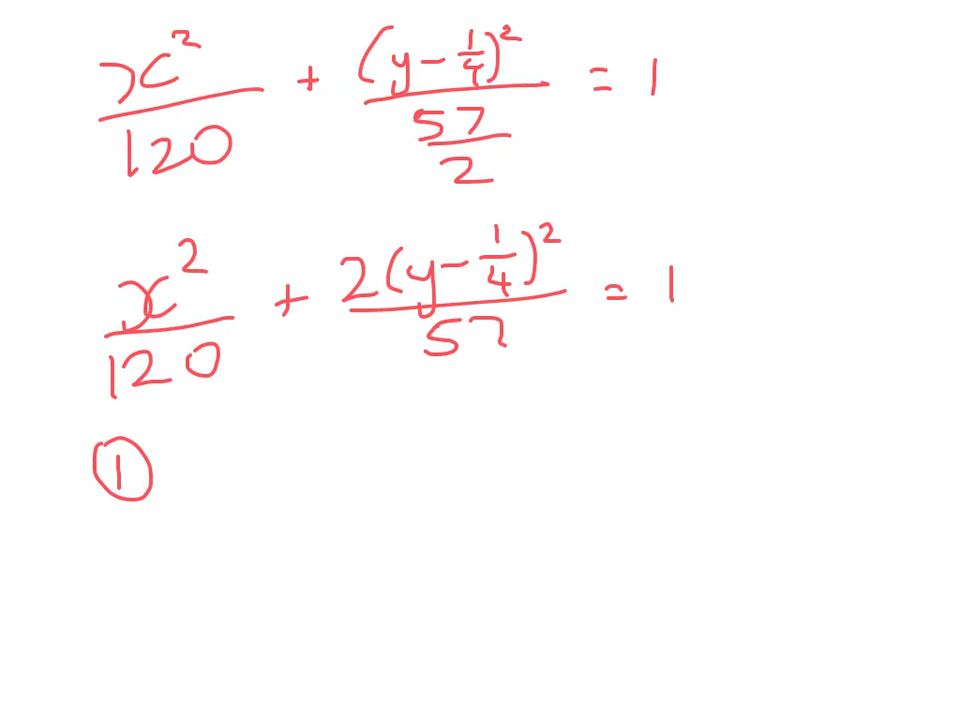 x²/120 + (y - 1/4)²/(57/2) = 1
x²/120 + 2(y - 1/4)²/57 = 1
①